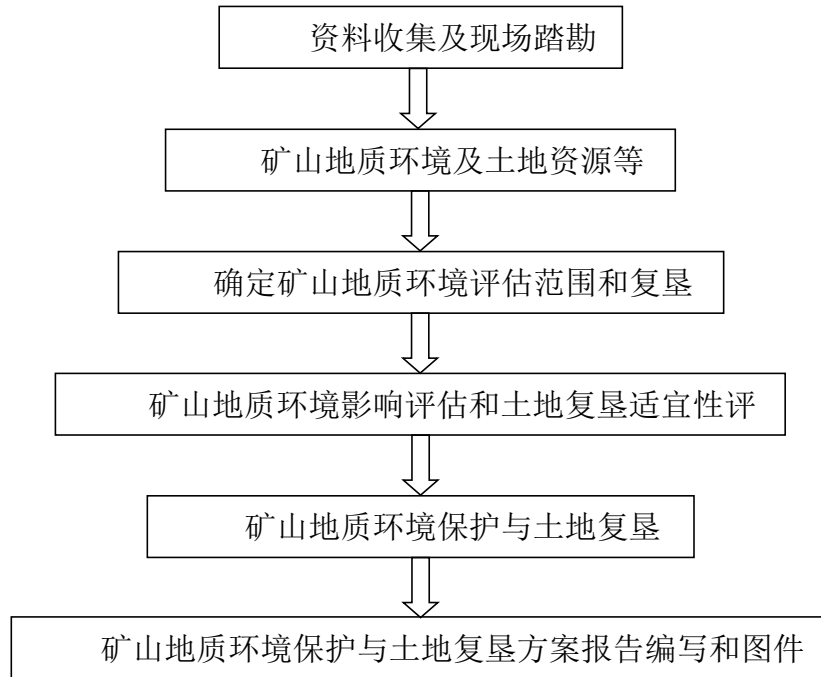 资料收集及现场踏勘
矿山地质环境及土地资源等
确定矿山地质环境评估范围和复垦
矿山地质环境影响评估和土地复垦适宜性评
矿山地质环境保护与土地复垦
矿山地质环境保护与土地复垦方案报告编写和图件